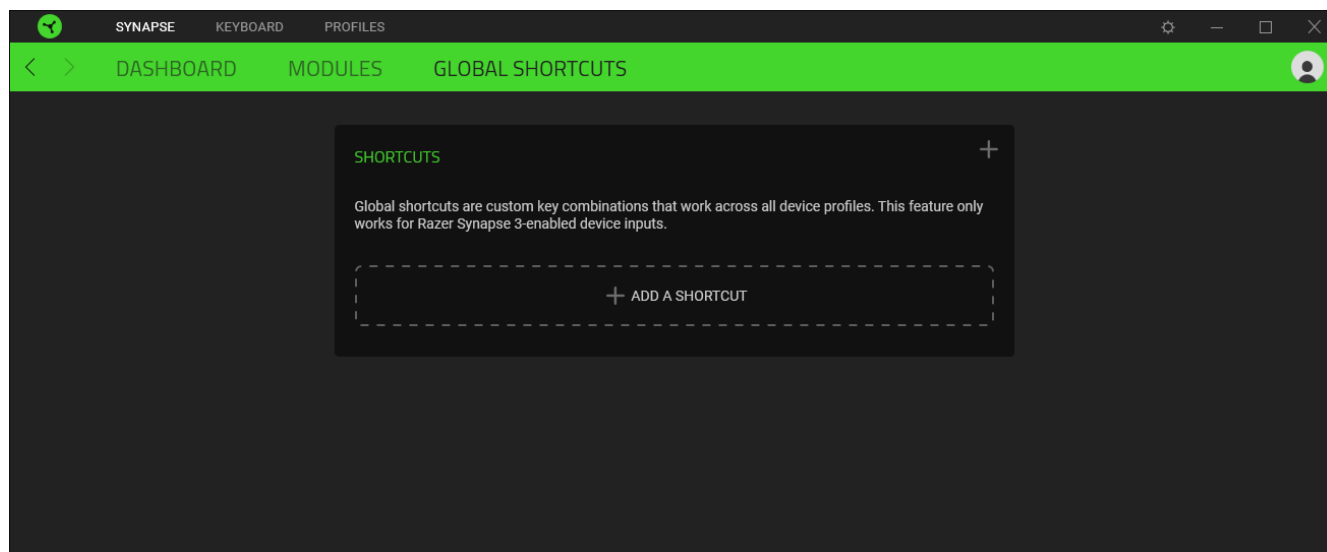 SYNAPSE KEYBOARD PROFILES
DASHBOARD MODULES GLOBAL SHORTCUTS
SHORTCUTS
Global shortcuts are custom key combinations that work across all device profiles. This feature only
works for Razer Synapse 3-enabled device inputs.
ADD A SHORTCUT